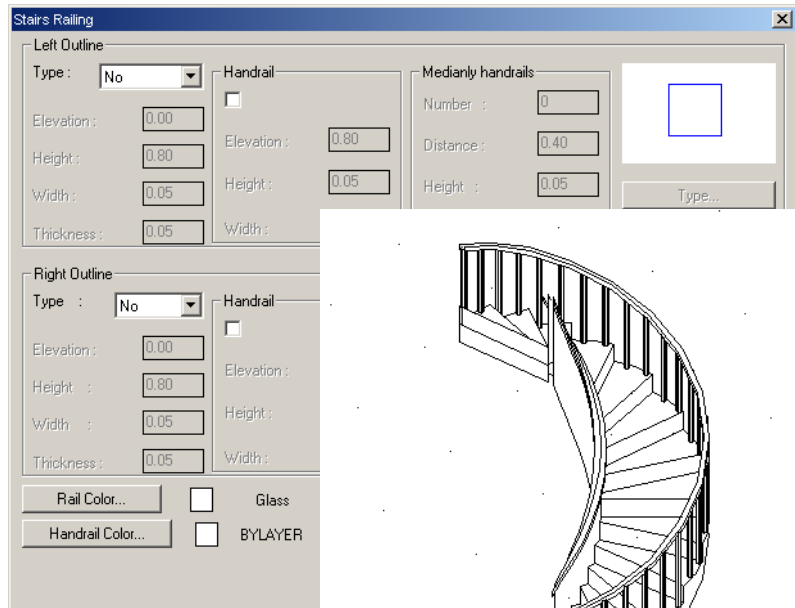 Stairs Railing
Left Outline
Type :
No
Elevation :
0.00
Height :
0.80
Width :
0.05
Thickness :
0.05
Handrail
Elevation :
0.80
Height :
0.05
Width :
Medianly handrails
Number :
0
Distance :
0.40
Height :
0.05
Type...
Right Outline
Type :
No
Elevation :
0.00
Height :
0.80
Width :
0.05
Thickness :
0.05
Handrail
Elevation :
Height :
Width :
Rail Color...
Glass
Handrail Color...
BYLAYER